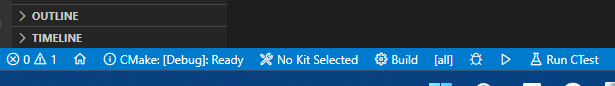 OUTLINE
TIMELINE
0 1 CMake: [Debug]: Ready No Kit Selected Build [all] Run CTest